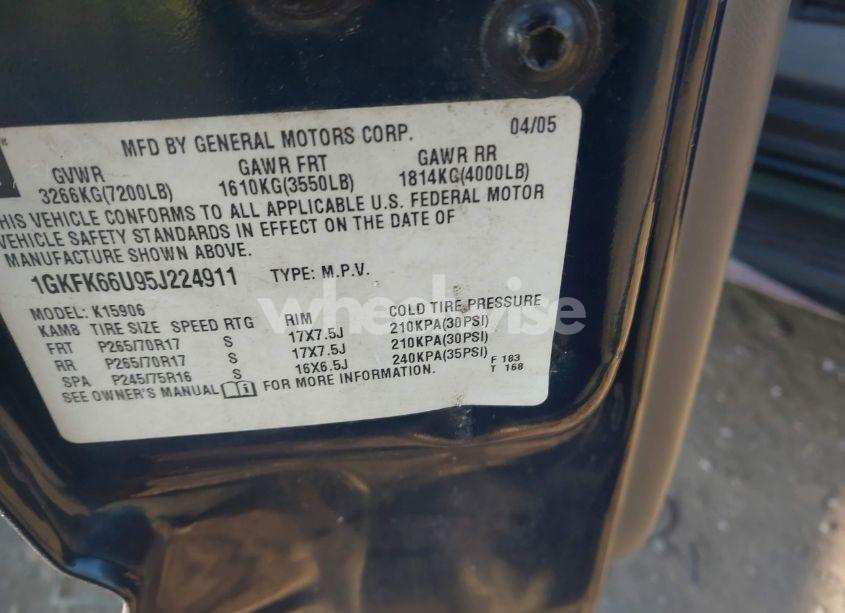 MFD BY GENERAL MOTORS CORP. 04/05
GVWR GAWR FRT GAWR RR
3266KG(7200LB) 1610KG(3550LB) 1814KG(4000LB)
HIS VEHICLE CONFORMS TO ALL APPLICABLE U.S. FEDERAL MOTOR
VEHICLE SAFETY STANDARDS IN EFFECT ON THE DATE OF
MANUFACTURE SHOWN ABOVE.
1GKFK66U95J224911 TYPE: M.P.V.
wheelwise
MODEL: K15906
KAM8 TIRE SIZE SPEED RTG RIM COLD TIRE PRESSURE
FRT P265/70R17 S 17X7.5J 210KPA(30PSI)
RR P265/70R17 S 17X7.5J 210KPA(30PSI)
SPA P245/75R16 S 16X6.5J 240KPA(35PSI)
SEE OWNER'S MANUAL FOR MORE INFORMATION.
F 183
T 168